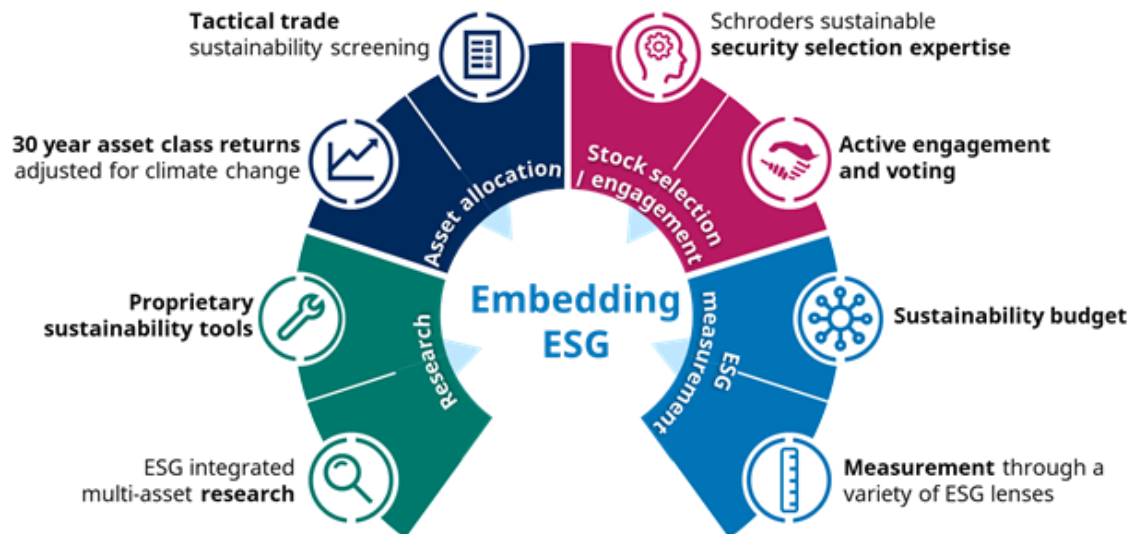 Tactical trade
sustainability screening
Schroders sustainable
security selection expertise
30 year asset class returns
adjusted for climate change
Active engagement
and voting
Asset allocation
Stock selection
/ engagement
Proprietary
sustainability tools
Embedding
ESG
Sustainability budget
Research
ESG
measurement
ESG integrated
multi-asset research
Measurement through a
variety of ESG lenses